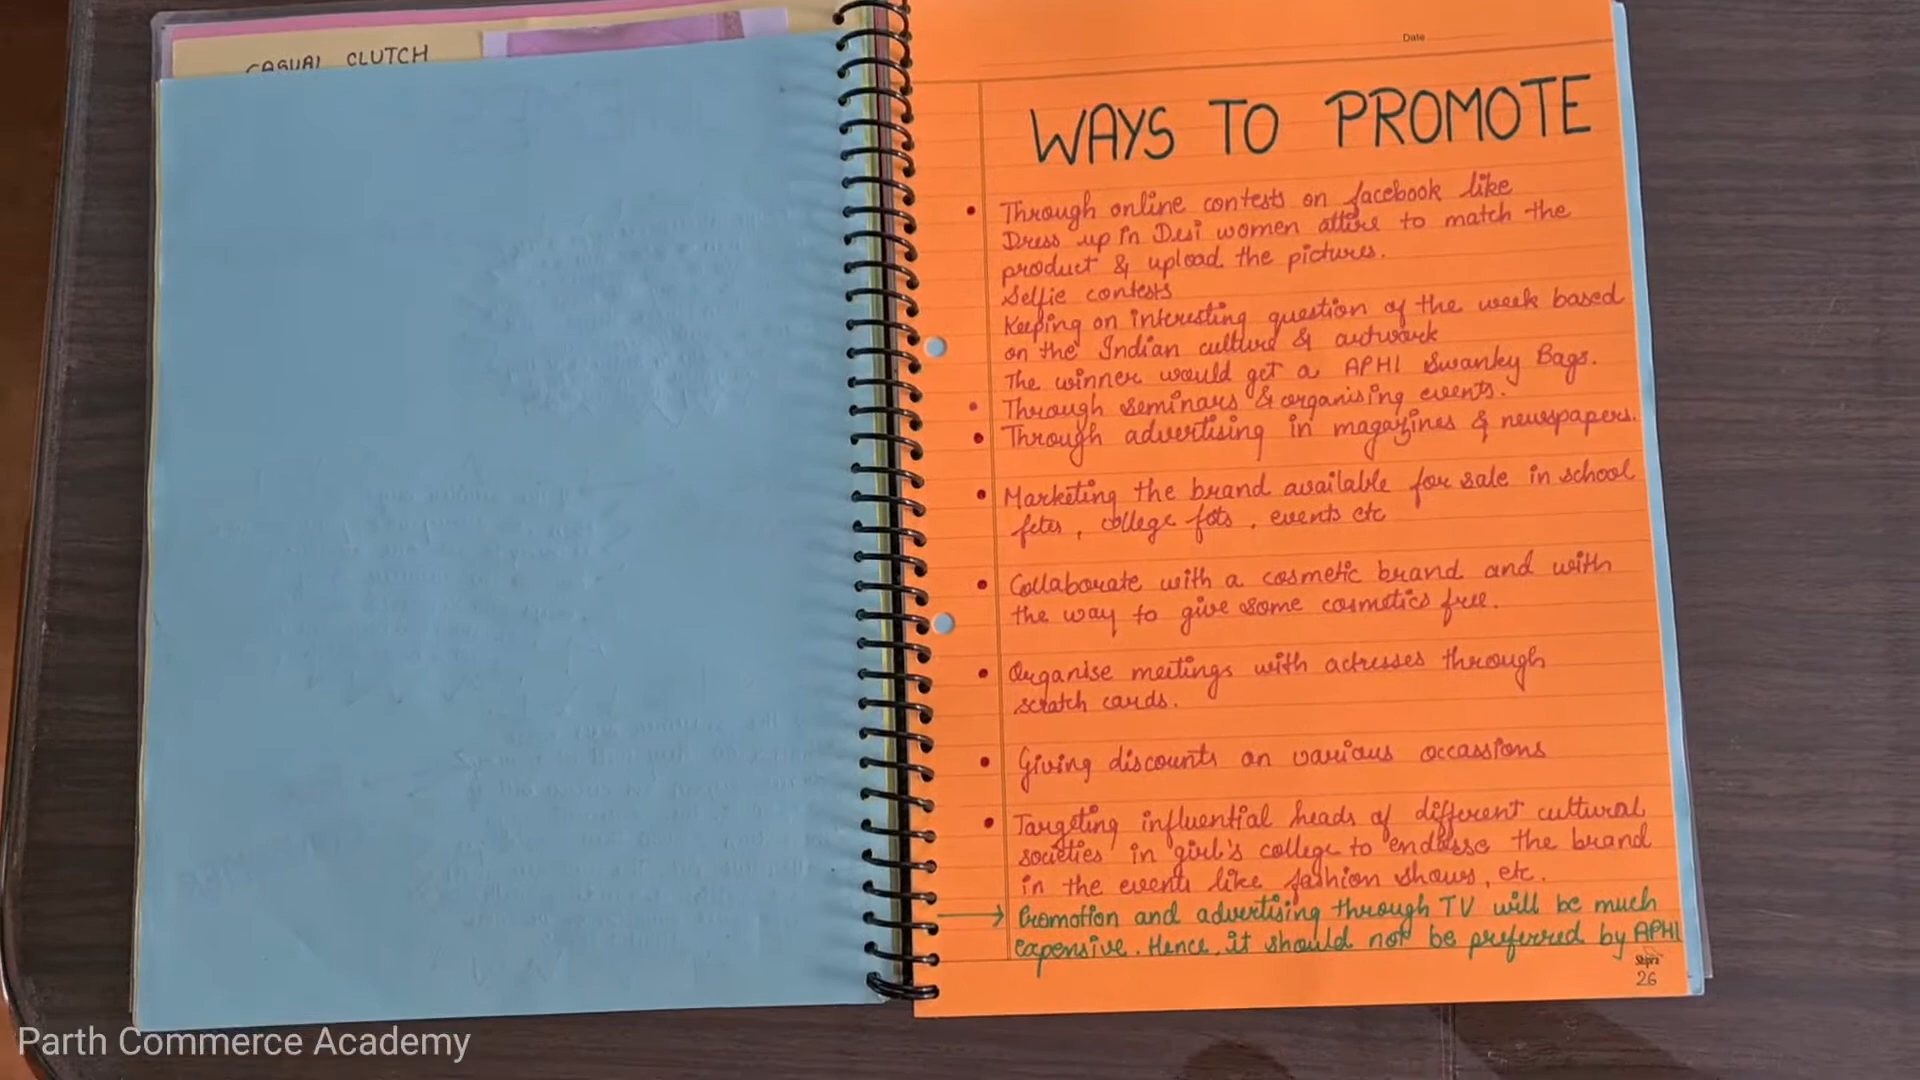 CASUAL CLUTCH
Date
WAYS TO PROMOTE
• Through online contests on facebook like
Dress up in Desi women attire to match the
product & upload the pictures.
Selfie contests
Keeping on interesting question of the week based
on the Indian culture & artwork
The winner would get a APHI Swanky Bags.
• Through seminars & organising events.
• Through advertising in magazines & newspapers.
• Marketing the brand available for sale in school
fetes, college fats, events etc
• Collaborate with a cosmetic brand and with
the way to give some cosmetics free.
• Organise meetings with actresses through
scratch cards.
• Giving discounts on various occassions
• Targeting influential heads of different cultural
societies in girl's college to endorse the brand
in the events like fashion shows, etc.
→ Promotion and advertising through TV will be much
expensive. Hence, it should not be preferred by APHI
Shipra
26
Parth Commerce Academy